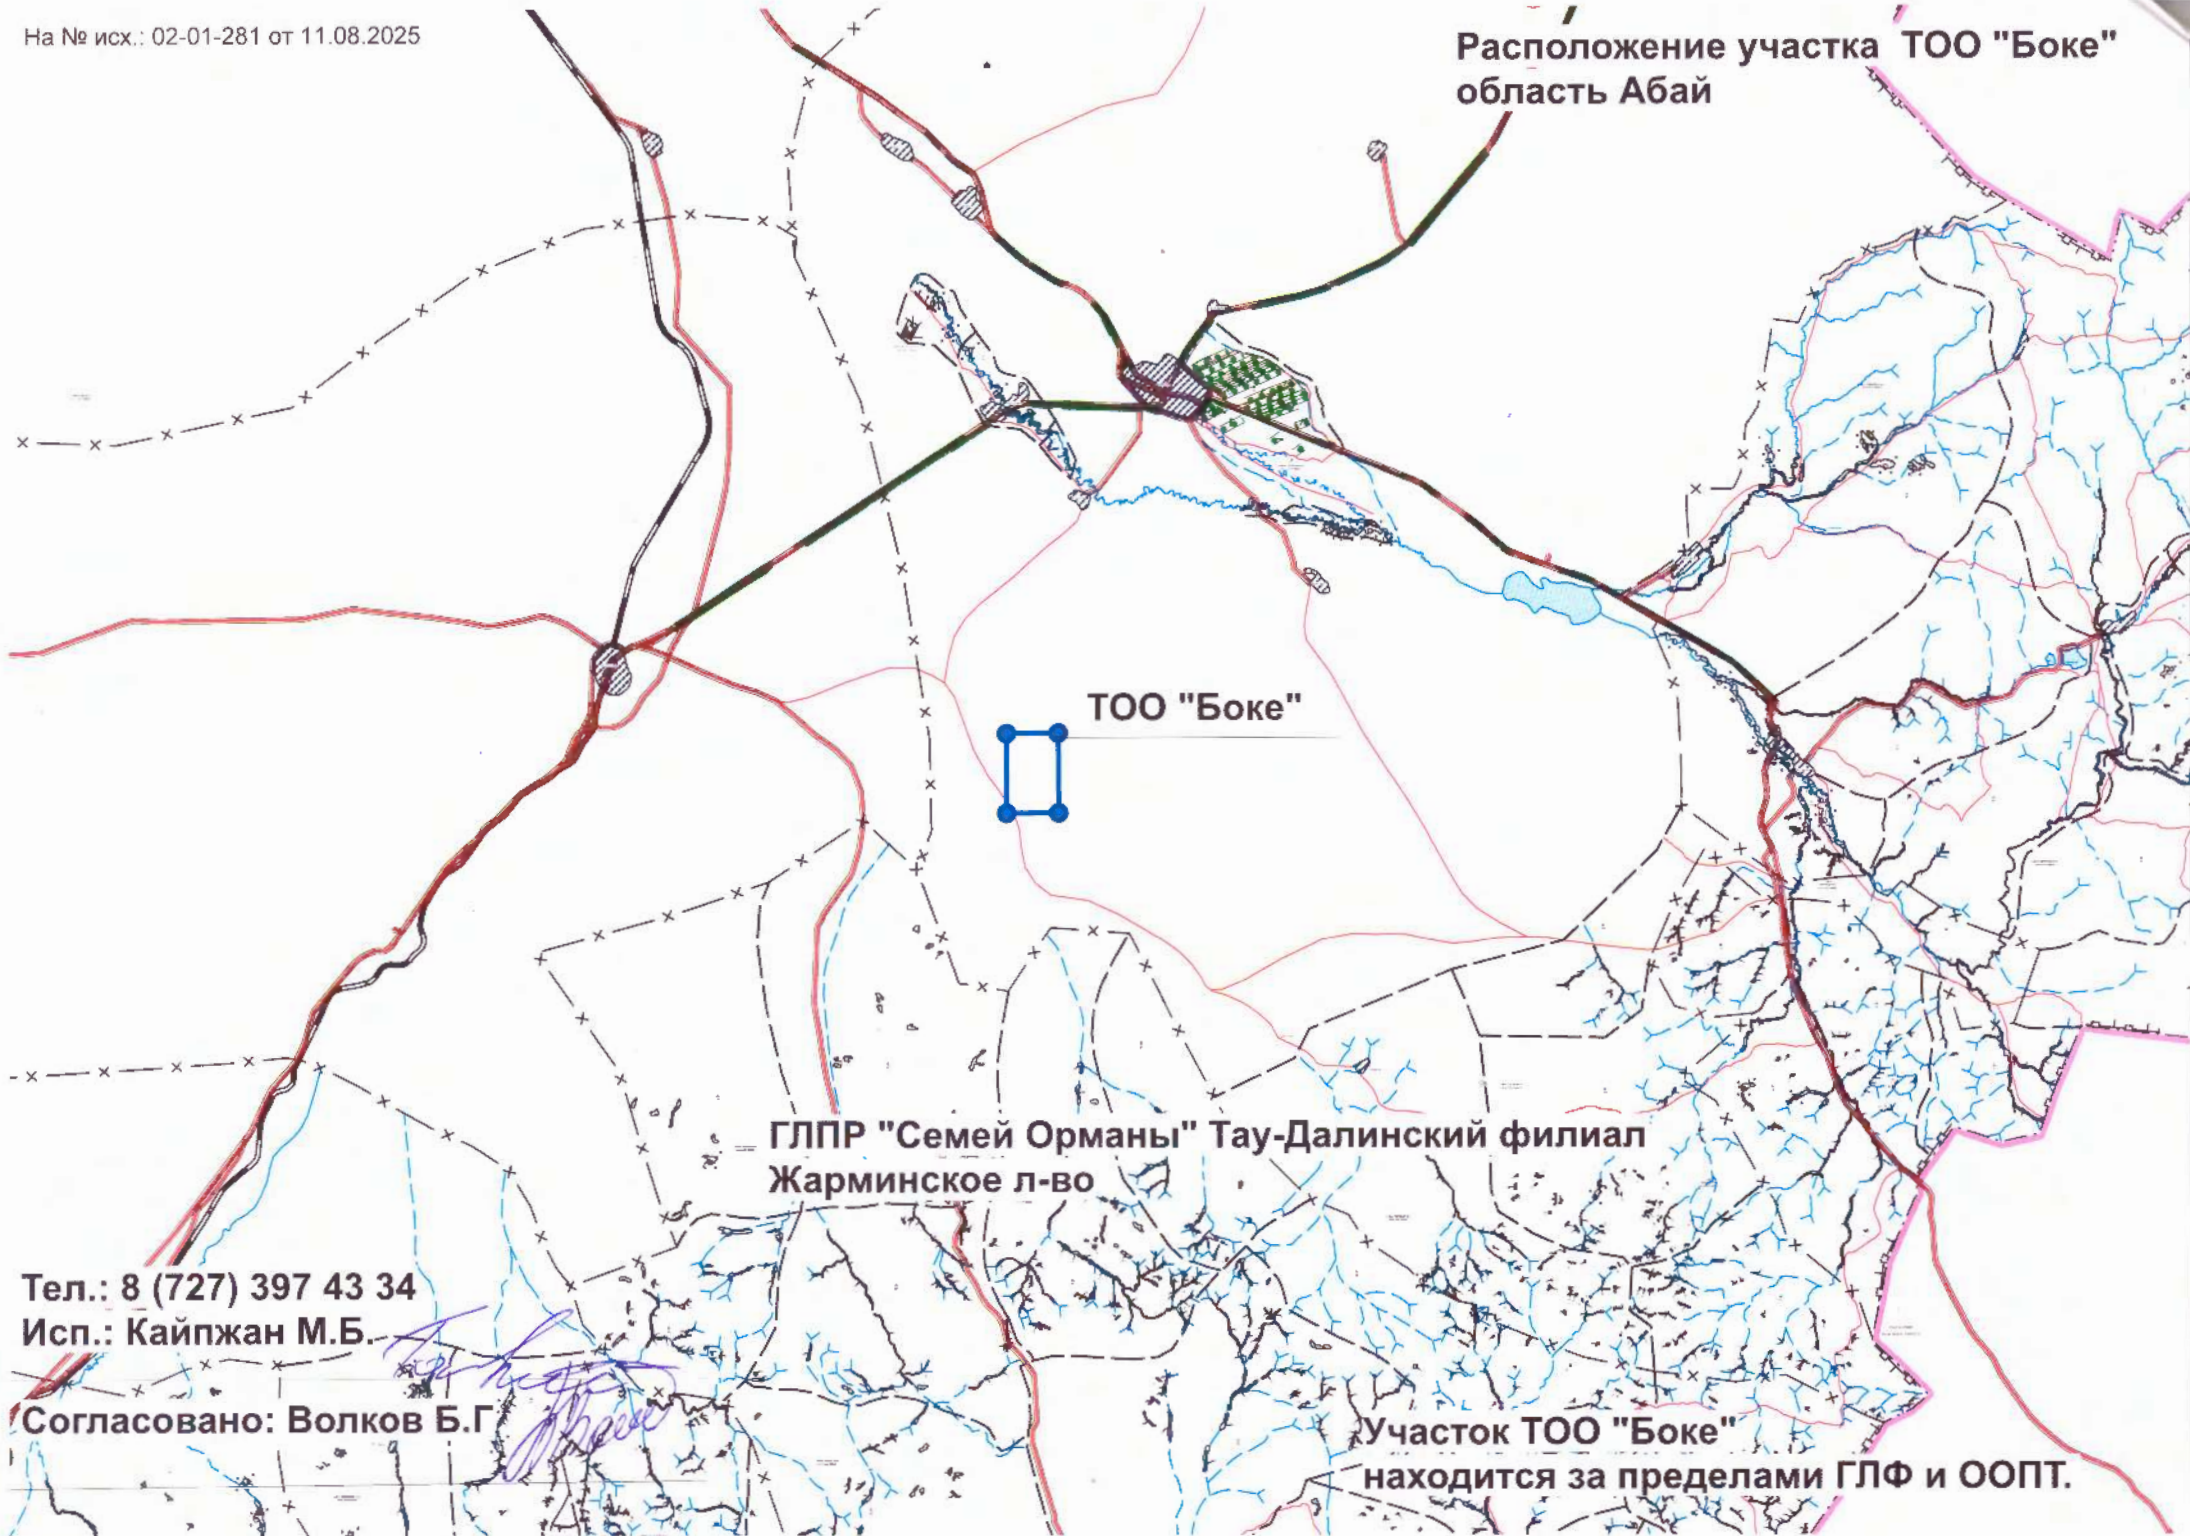 На № исх.: 02-01-281 от 11.08.2025
Расположение участка ТОО "Боке"
область Абай
ТОО "Боке"
ГЛПР "Семей Орманы" Тау-Далинский филиал
Жарминское л-во
Тел.: 8 (727) 397 43 34
Исп.: Кайпжан М.Б.
Согласовано: Волков Б.Г
Участок ТОО "Боке"
находится за пределами ГЛФ и ООПТ.